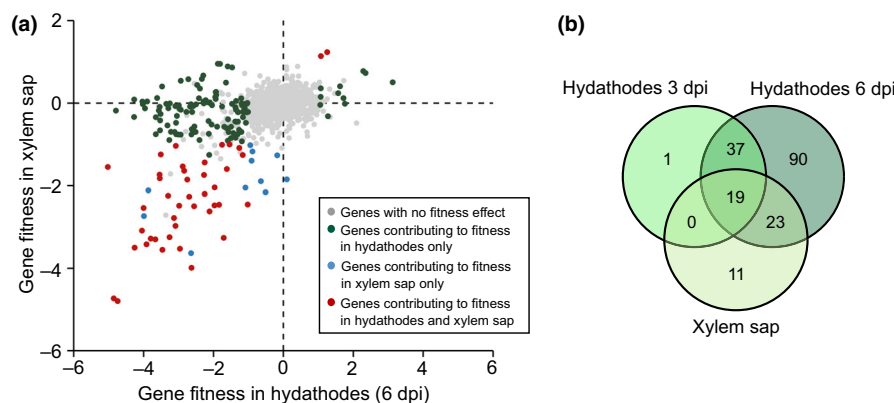 (a)
Gene fitness in xylem sap
2
0
−2
−4
−6
−6
−4
−2
0
2
4
6
Gene fitness in hydathodes (6 dpi)
Genes with no fitness effect
Genes contributing to fitness
in hydathodes only
Genes contributing to fitness
in xylem sap only
Genes contributing to fitness
in hydathodes and xylem sap
(b)
Hydathodes 3 dpi
Hydathodes 6 dpi
1
37
90
19
0
23
11
Xylem sap